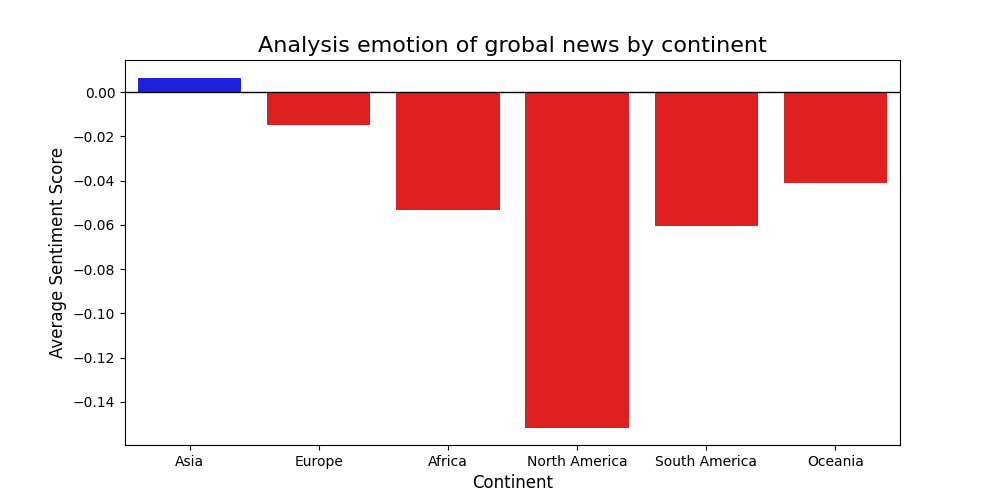 Analysis emotion of grobal news by continent
Average Sentiment Score
0.00
−0.02
−0.04
−0.06
−0.08
−0.10
−0.12
−0.14
Asia Europe Africa North America South America Oceania
Continent